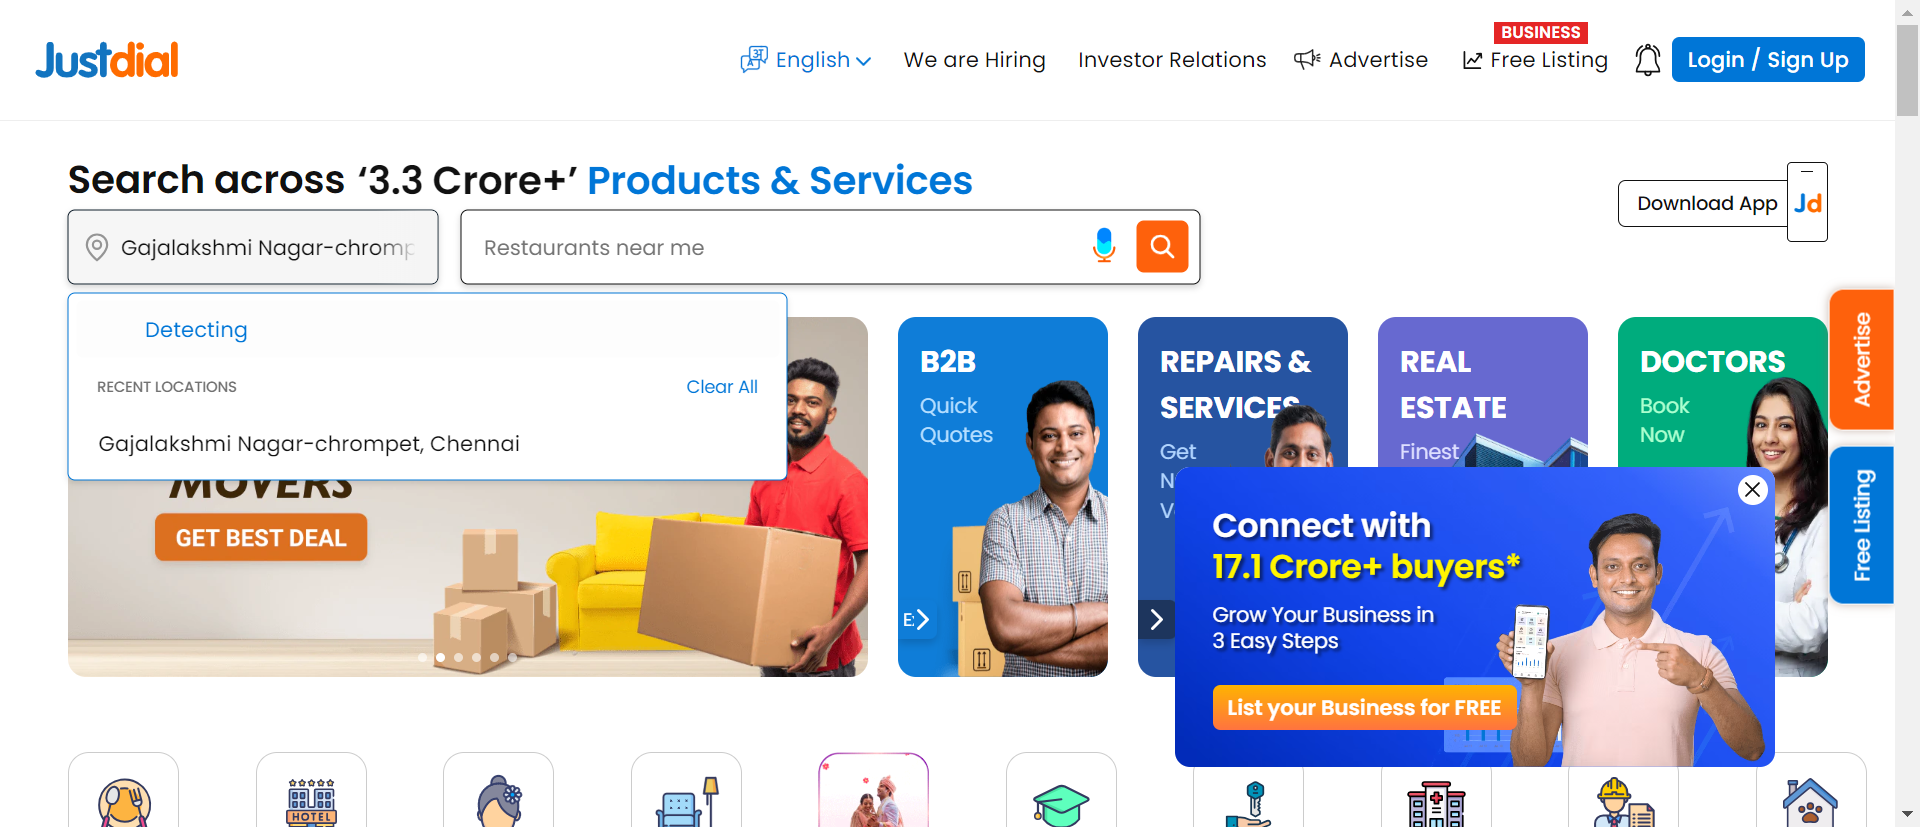 Justdial
English
We are Hiring
Investor Relations
Advertise
BUSINESS
Free Listing
Login / Sign Up
Search across ‘3.3 Crore+’ Products & Services
Download App
Jd
Gajalakshmi Nagar-chromp
Restaurants near me
Detecting
RECENT LOCATIONS
Clear All
Gajalakshmi Nagar-chrompet, Chennai
MOVERS
GET BEST DEAL
B2B
Quick
Quotes
REPAIRS &
SERVICES
Get
REAL
ESTATE
Finest
DOCTORS
Book
Now
Advertise
Free Listing
Connect with
17.1 Crore+ buyers*
Grow Your Business in
3 Easy Steps
List your Business for FREE
HOTEL